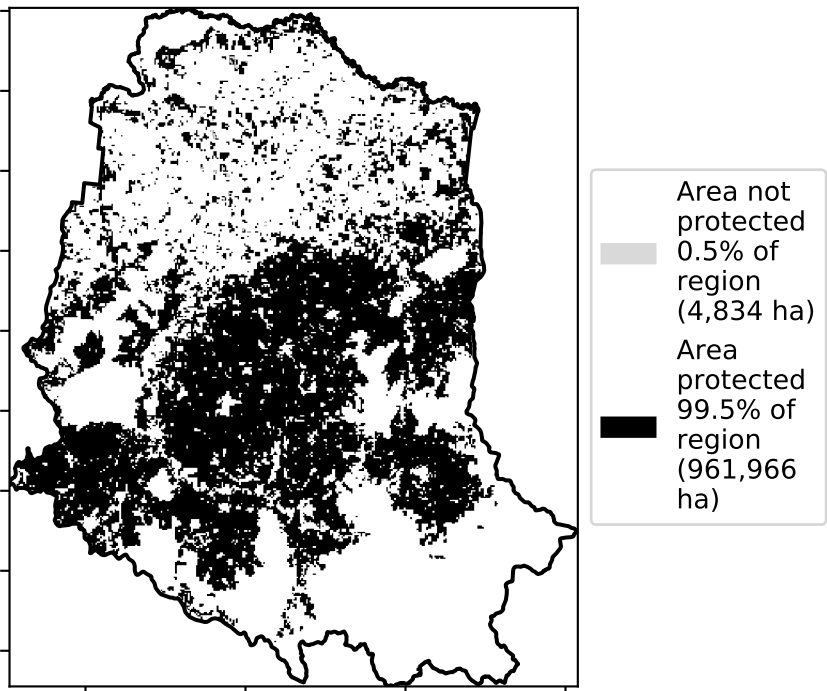 Area not
protected
0.5% of
region
(4,834 ha)
Area
protected
99.5% of
region
(961,966
ha)